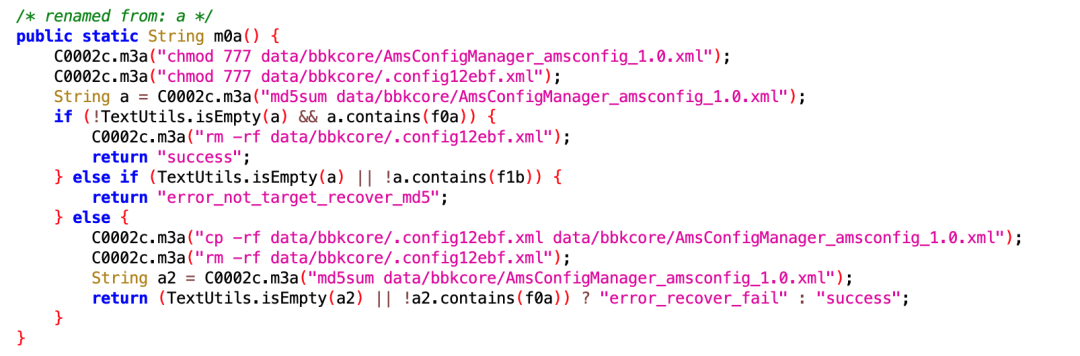 /* renamed from: a */
public static String m0a() {
    C0002c.m3a("chmod 777 data/bbkcore/AmsConfigManager_amsconfig_1.0.xml");
    C0002c.m3a("chmod 777 data/bbkcore/.config12ebf.xml");
    String a = C0002c.m3a("md5sum data/bbkcore/AmsConfigManager_amsconfig_1.0.xml");
    if (!TextUtils.isEmpty(a) && a.contains(f0a)) {
        C0002c.m3a("rm -rf data/bbkcore/.config12ebf.xml");
        return "success";
    } else if (TextUtils.isEmpty(a) || !a.contains(f1b)) {
        return "error_not_target_recover_md5";
    } else {
        C0002c.m3a("cp -rf data/bbkcore/.config12ebf.xml data/bbkcore/AmsConfigManager_amsconfig_1.0.xml");
        C0002c.m3a("rm -rf data/bbkcore/.config12ebf.xml");
        String a2 = C0002c.m3a("md5sum data/bbkcore/AmsConfigManager_amsconfig_1.0.xml");
        return (TextUtils.isEmpty(a2) || !a2.contains(f0a)) ? "error_recover_fail" : "success";
    }
}